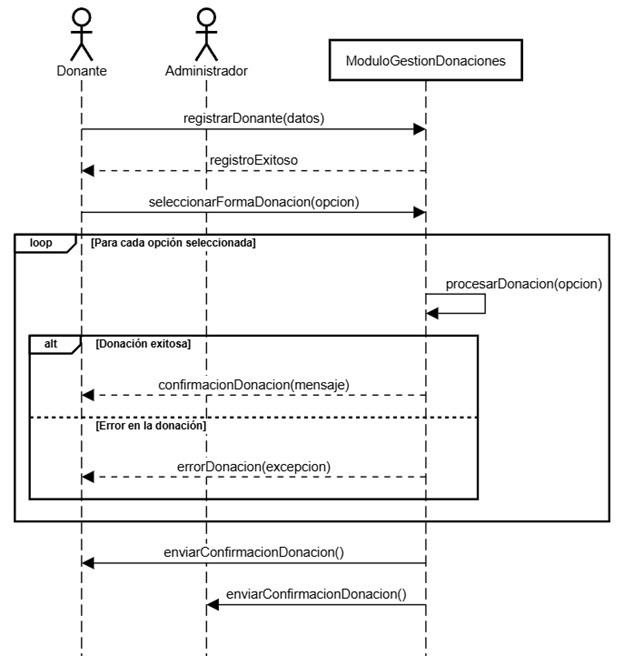 Donante
Administrador
ModuloGestionDonaciones
registrarDonante(datos)
registroExitoso
seleccionarFormaDonacion(opcion)
loop
[Para cada opción seleccionada]
procesarDonacion(opcion)
alt
[Donación exitosa]
confirmacionDonacion(mensaje)
[Error en la donación]
errorDonacion(excepcion)
enviarConfirmacionDonacion()
enviarConfirmacionDonacion()